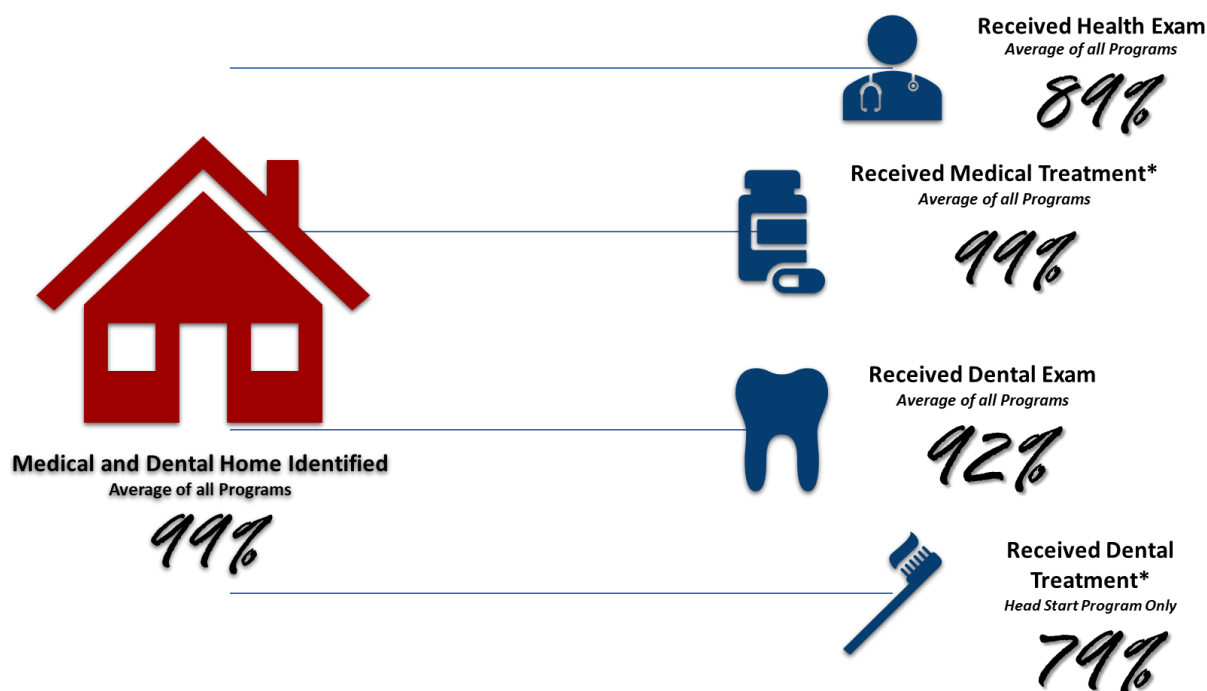 Received Health Exam
Average of all Programs
89%
Received Medical Treatment*
Average of all Programs
99%
Received Dental Exam
Average of all Programs
92%
Medical and Dental Home Identified
Average of all Programs
99%
Received Dental
Treatment*
Head Start Program Only
79%